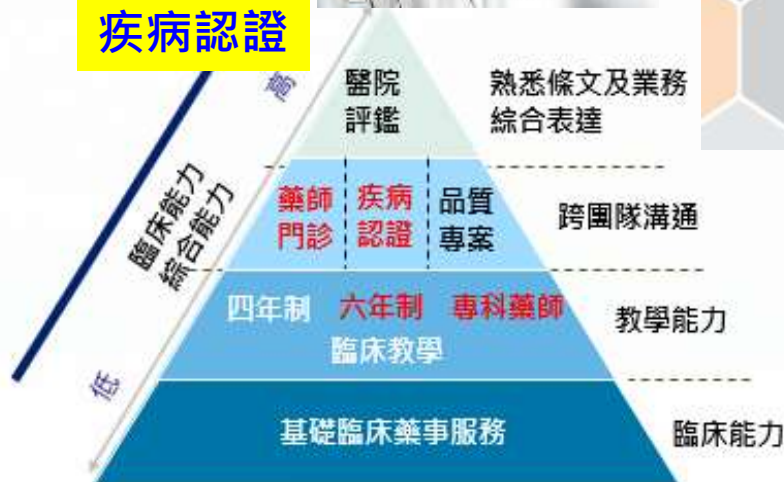 疾病認證
高
醫院
評鑑
熟悉條文及業務
綜合表達
臨床能力
綜合能力
藥師
門診
疾病
認證
品質
專案
跨團隊溝通
四年制 六年制 專科藥師
臨床教學
教學能力
低
基礎臨床藥事服務
臨床能力